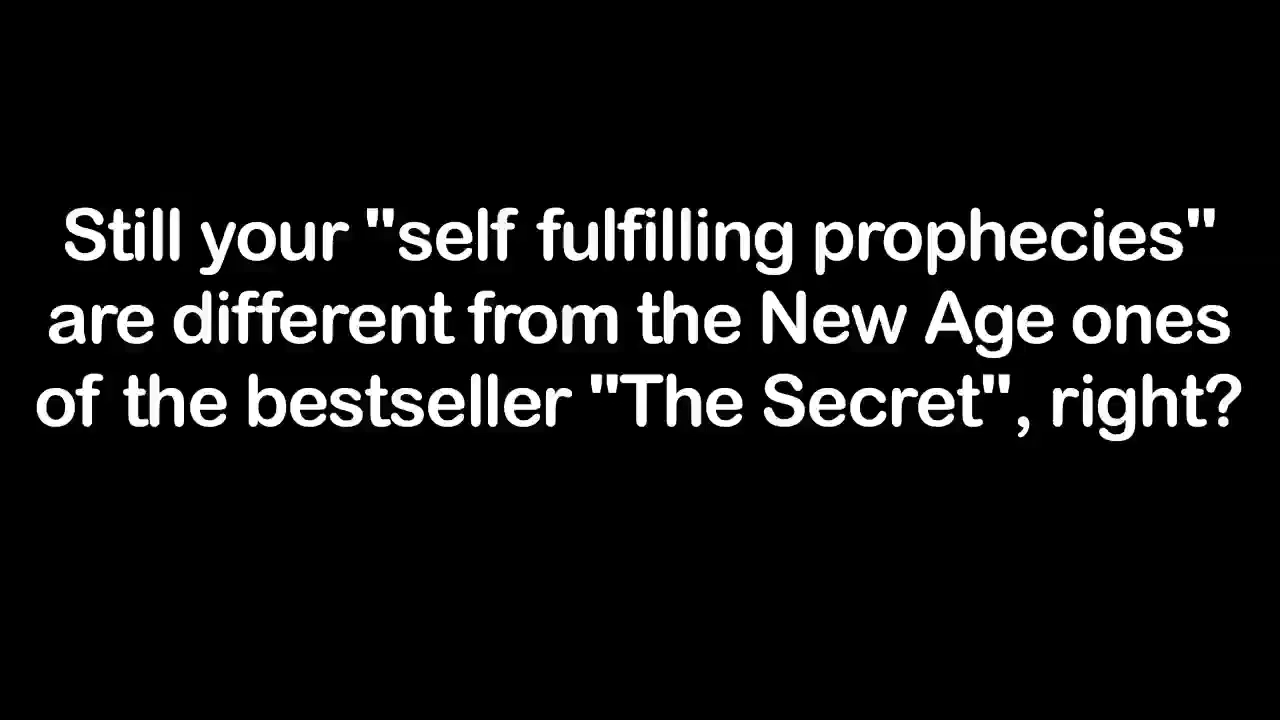 Still your "self fulfilling prophecies"
are different from the New Age ones
of the bestseller "The Secret", right?